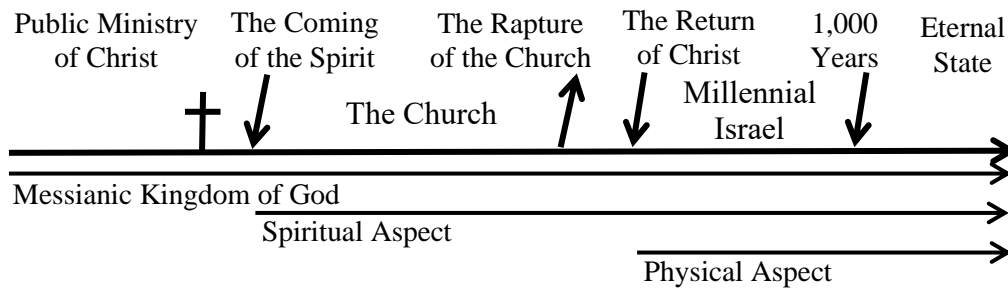 Public Ministry
of Christ
The Coming
of the Spirit
The Rapture
of the Church
The Return
of Christ
1,000
Years
Eternal
State
The Church
Millennial
Israel
Messianic Kingdom of God
Spiritual Aspect
Physical Aspect